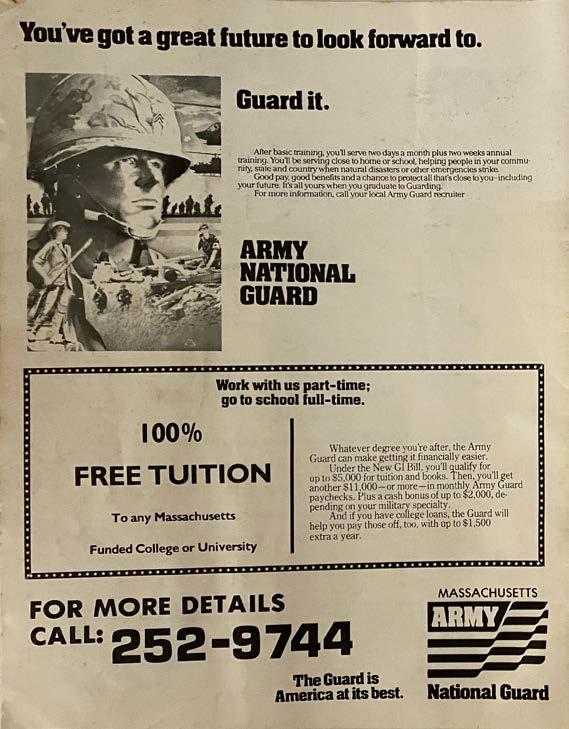 You've got a great future to look forward to.
Guard it.
After basic training, you'll serve two days a month plus two weeks annual
training. You'll be serving close to home or school, helping people in your commu-
nity, state and country when natural disasters or other emergencies strike.
Good pay, good benefits and a chance to protect all that's close to you—including
your future. It's all yours when you graduate to Guarding.
For more information, call your local Army Guard recruiter
ARMY
NATIONAL
GUARD
Work with us part-time;
go to school full-time.
100%
FREE TUITION
To any Massachusetts
Funded College or University
Whatever degree you're after, the Army
Guard can make getting it financially easier.
Under the New GI Bill, you'll qualify for
up to $5,000 for tuition and books. Then, you'll get
another $11,000—or more—in monthly Army Guard
paychecks. Plus a cash bonus of up to $2,000, de-
pending on your military specialty.
And if you have college loans, the Guard will
help you pay those off, too, with up to $1,500
extra a year.
FOR MORE DETAILS
CALL: 252-9744
The Guard is
America at its best.
MASSACHUSETTS
ARMY
National Guard